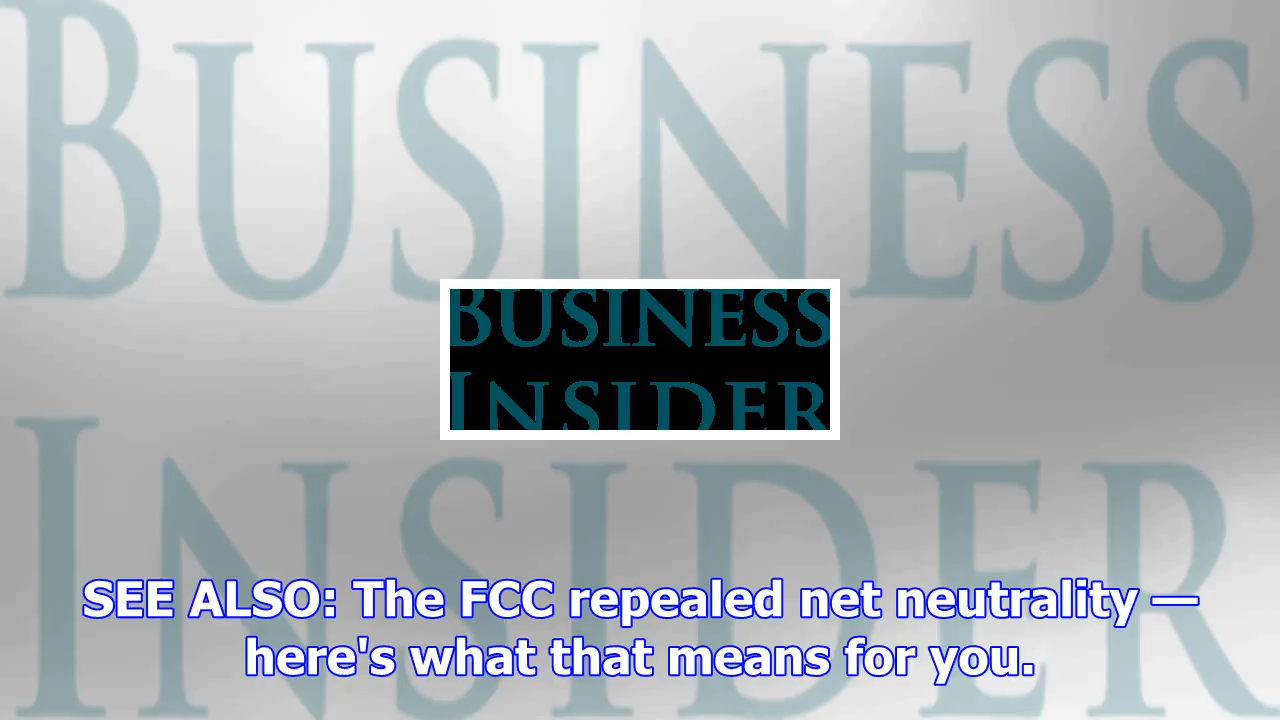 BUSINESS
INSIDER
BUSINESS
INSIDER
SEE ALSO: The FCC repealed net neutrality —
here's what that means for you.